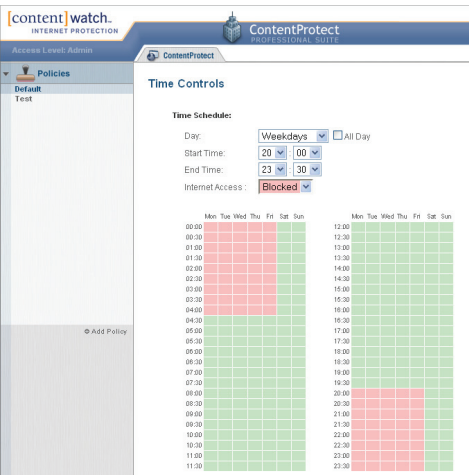 [content]watch
INTERNET PROTECTION
ContentProtect
PROFESSIONAL SUITE
Access Level: Admin
ContentProtect
Policies
Default
Test
Add Policy
Time Controls
Time Schedule:
Day: Weekdays All Day
Start Time: 20 : 00
End Time: 23 : 30
Internet Access : Blocked
Mon Tue Wed Thu Fri Sat Sun
00:00
00:30
01:00
01:30
02:00
02:30
03:00
03:30
04:00
04:30
05:00
05:30
06:00
06:30
07:00
07:30
08:00
08:30
09:00
09:30
10:00
10:30
11:00
11:30
Mon Tue Wed Thu Fri Sat Sun
12:00
12:30
13:00
13:30
14:00
14:30
15:00
15:30
16:00
16:30
17:00
17:30
18:00
18:30
19:00
19:30
20:00
20:30
21:00
21:30
22:00
22:30
23:00
23:30